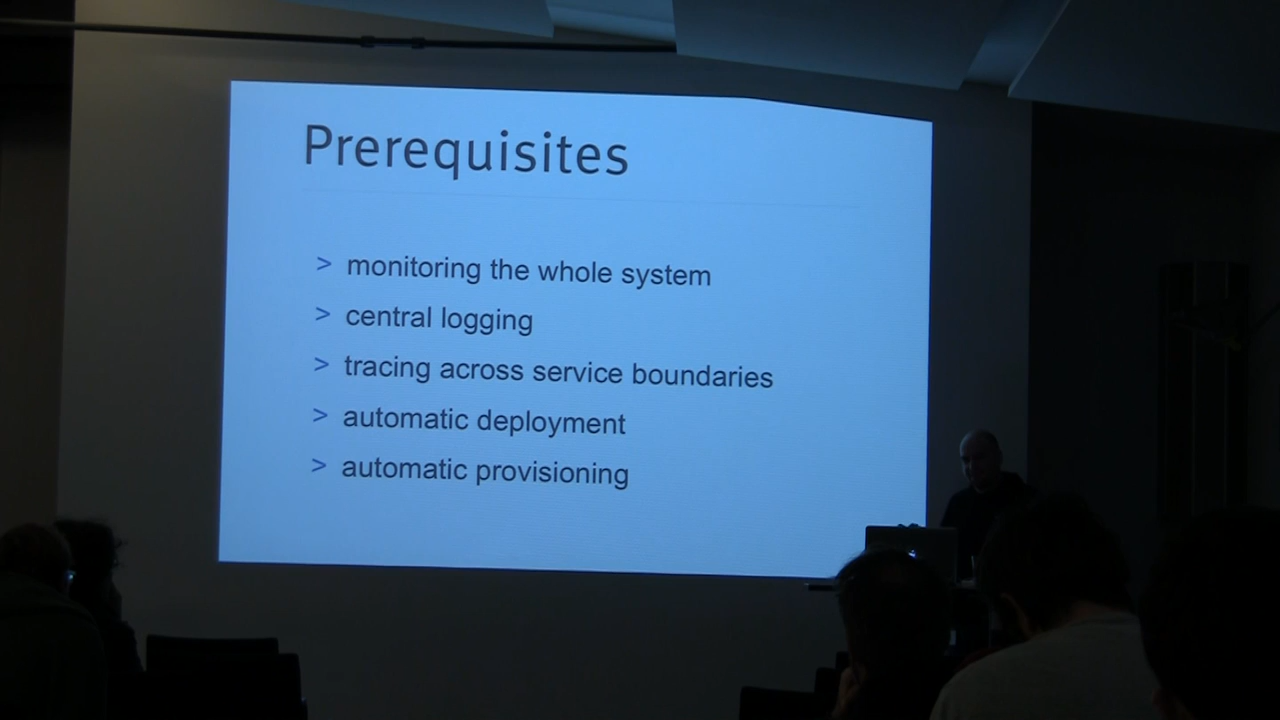 Prerequisites
> monitoring the whole system
> central logging
> tracing across service boundaries
> automatic deployment
> automatic provisioning